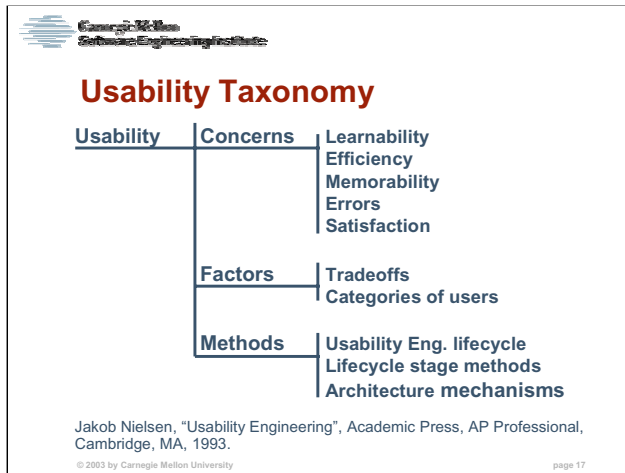 Carnegie Mellon
Software Engineering Institute
Usability Taxonomy
Usability
Concerns
Learnability
Efficiency
Memorability
Errors
Satisfaction
Factors
Tradeoffs
Categories of users
Methods
Usability Eng. lifecycle
Lifecycle stage methods
Architecture mechanisms
Jakob Nielsen, “Usability Engineering”, Academic Press, AP Professional,
Cambridge, MA, 1993.
© 2003 by Carnegie Mellon University
page 17